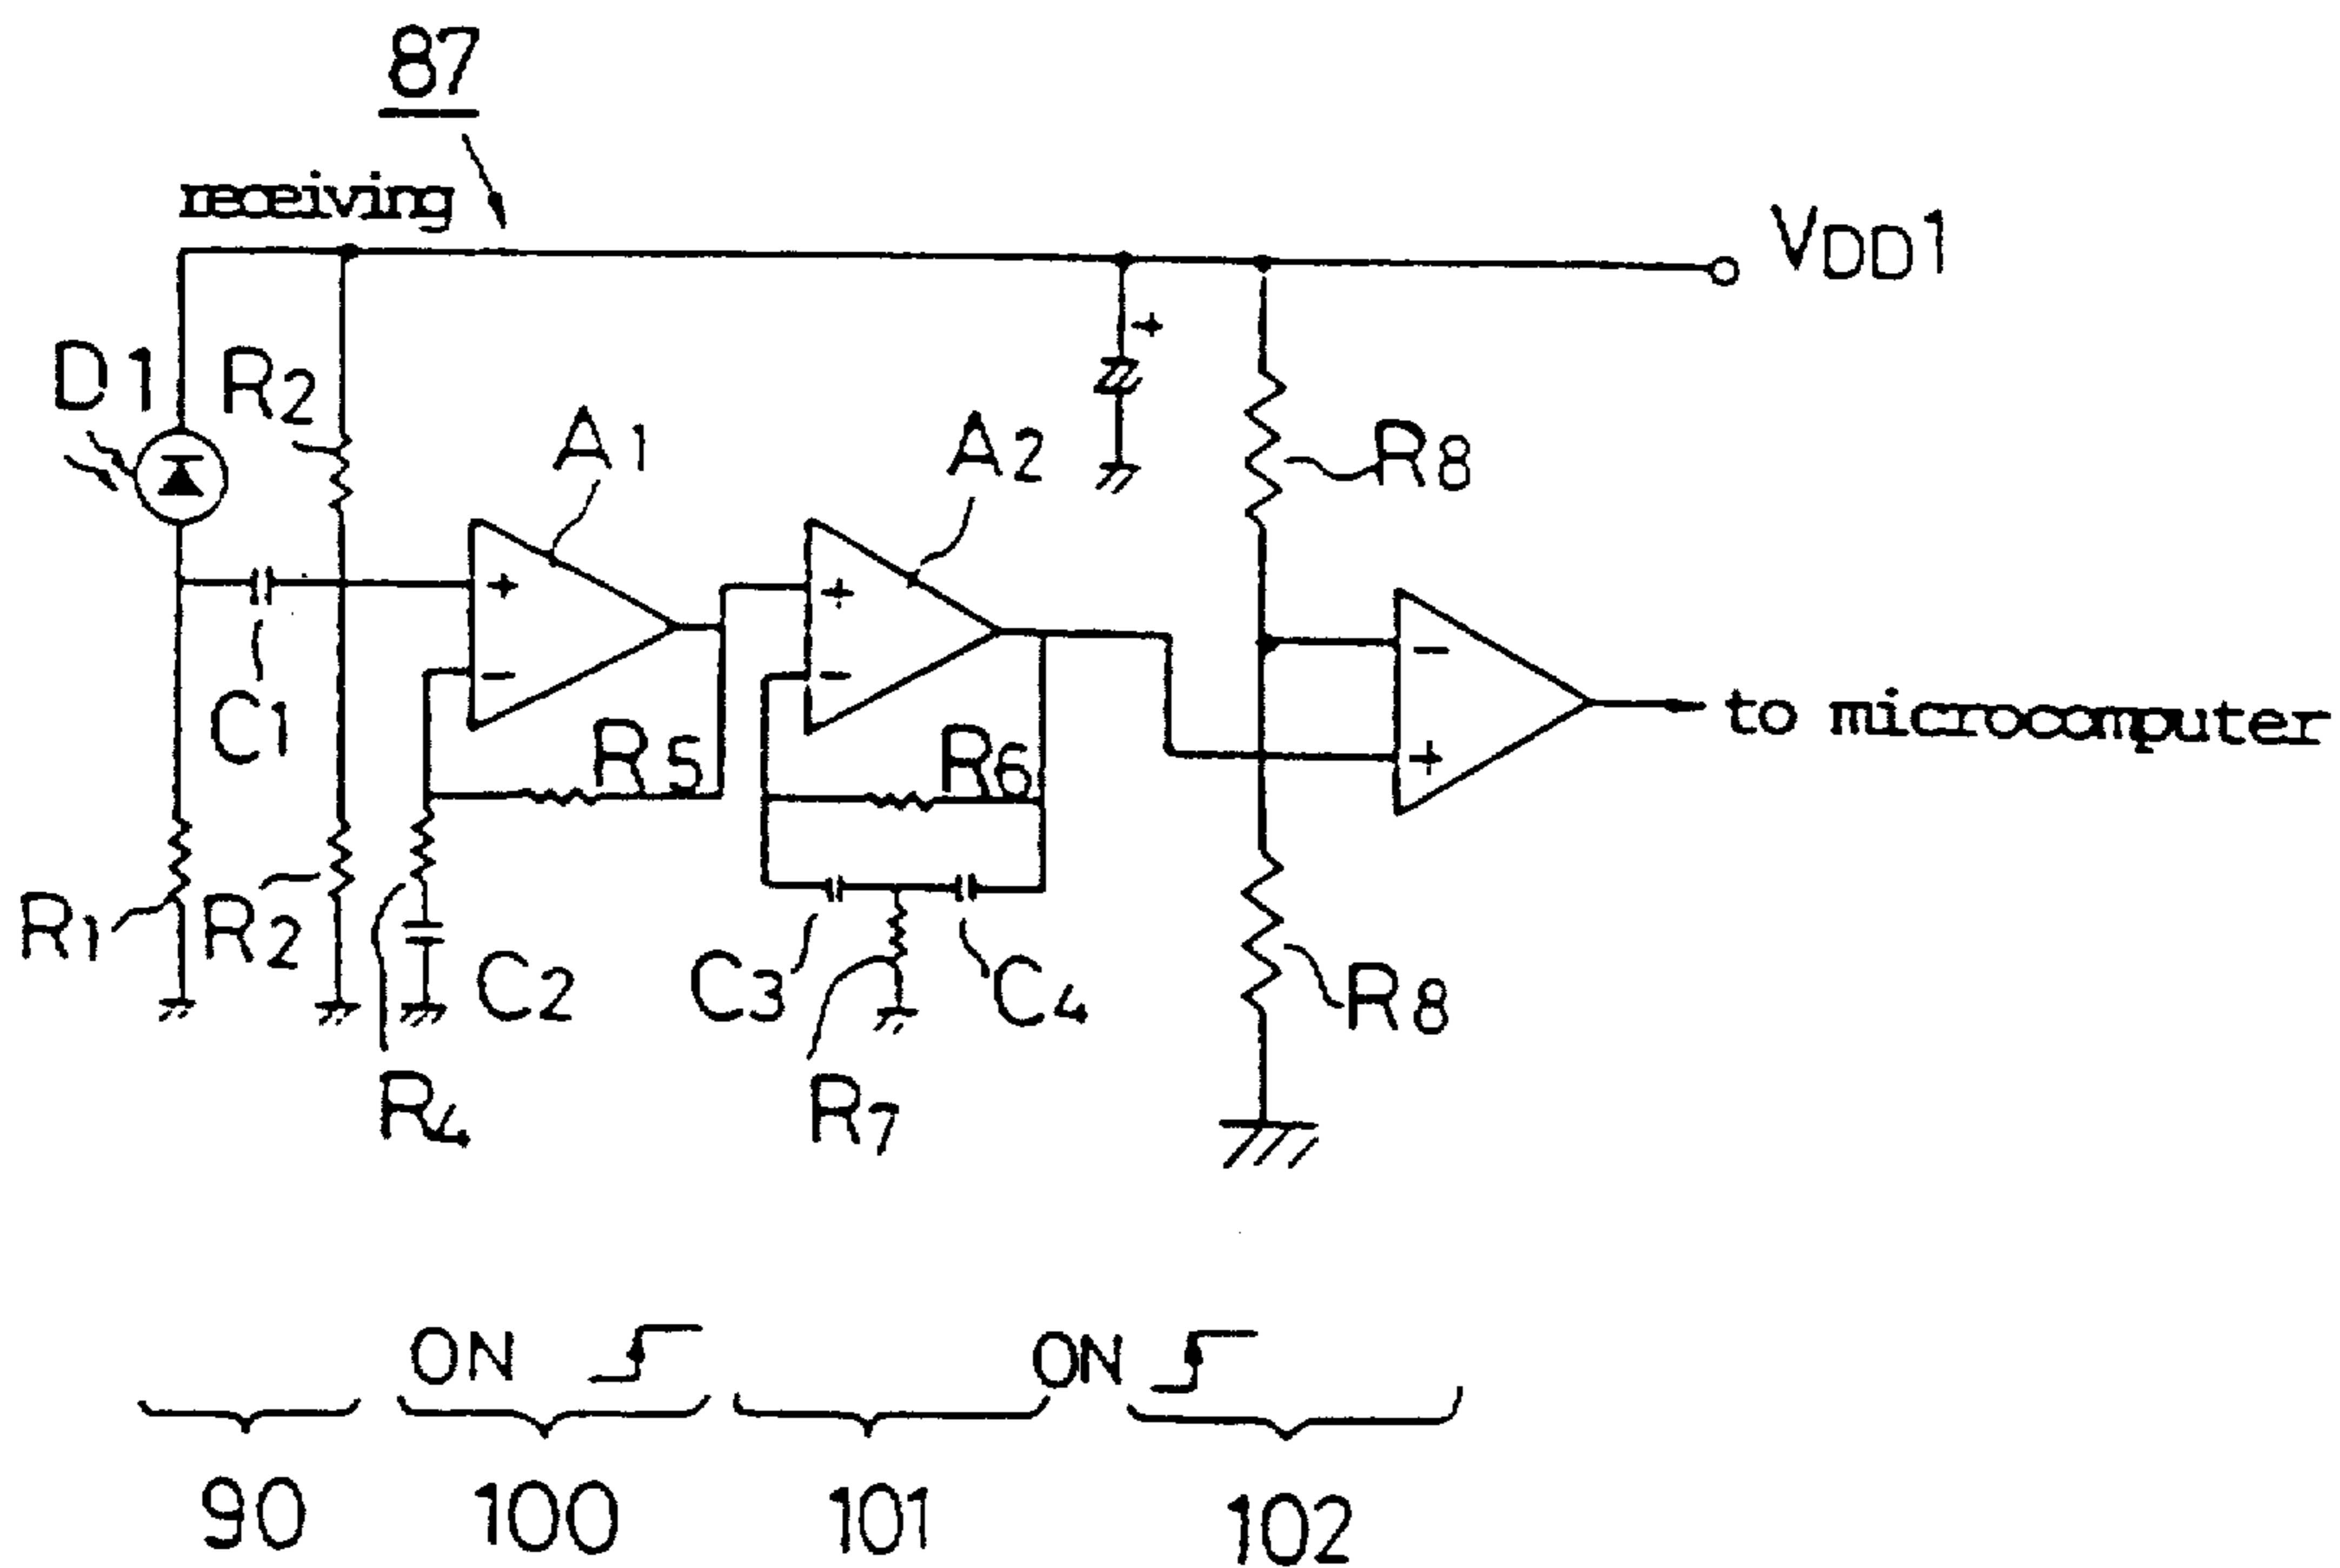 87
receiving
VDD1
D1
R2
A1
A2
R8
+
+
+
-
-
-
+
to microcomputer
C1
R5
R6
R1
R2
C2
C3
C4
R8
R4
R7
ON
ON
90
100
101
102